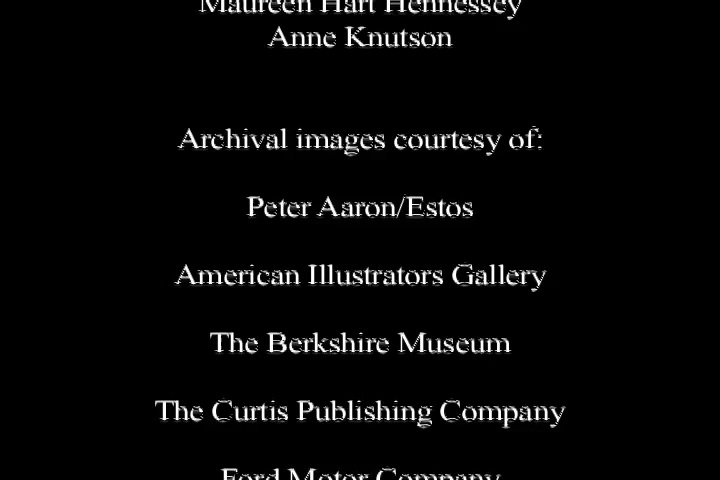 Maureen Hart Hennessey
Anne Knutson
Archival images courtesy of:
Peter Aaron/Estos
American Illustrators Gallery
The Berkshire Museum
The Curtis Publishing Company
Ford Motor Company